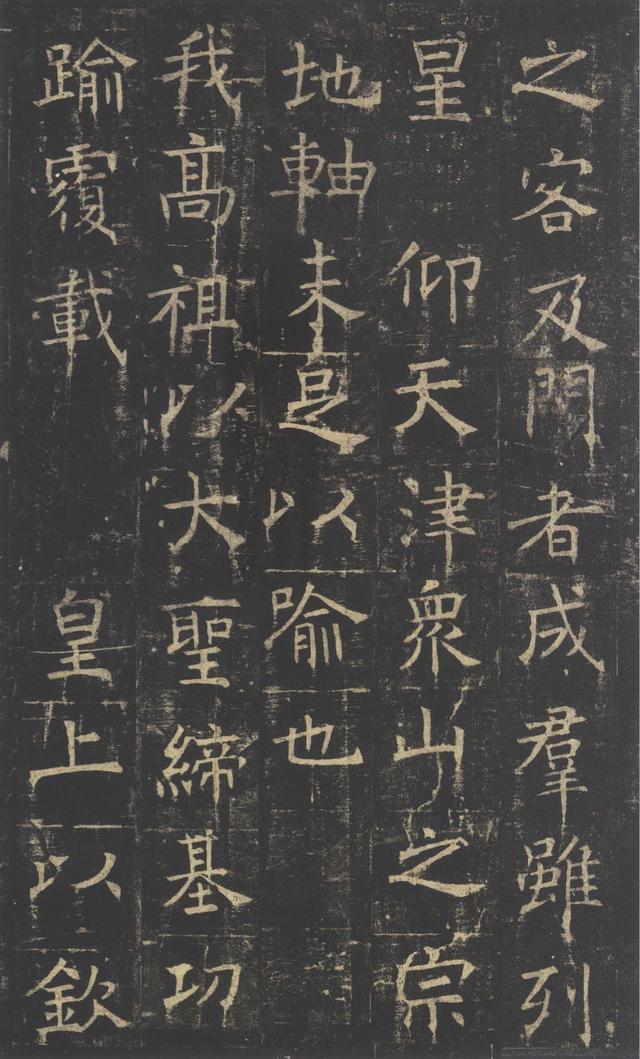 之客及門者成羣雖列
星仰天津衆山之宗
地軸未足以喻也
我高祖以大聖締基功
踰覆載皇上以欽